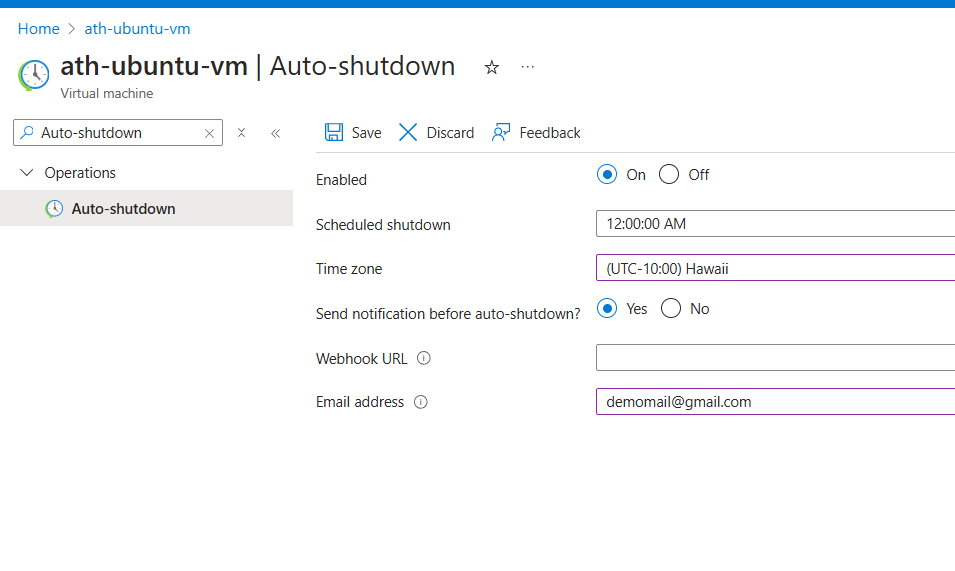 Home > ath-ubuntu-vm
ath-ubuntu-vm | Auto-shutdown
Virtual machine
Auto-shutdown
Save Discard Feedback
Operations
Auto-shutdown
Enabled On Off
Scheduled shutdown 12:00:00 AM
Time zone (UTC-10:00) Hawaii
Send notification before auto-shutdown? Yes No
Webhook URL
Email address demomail@gmail.com